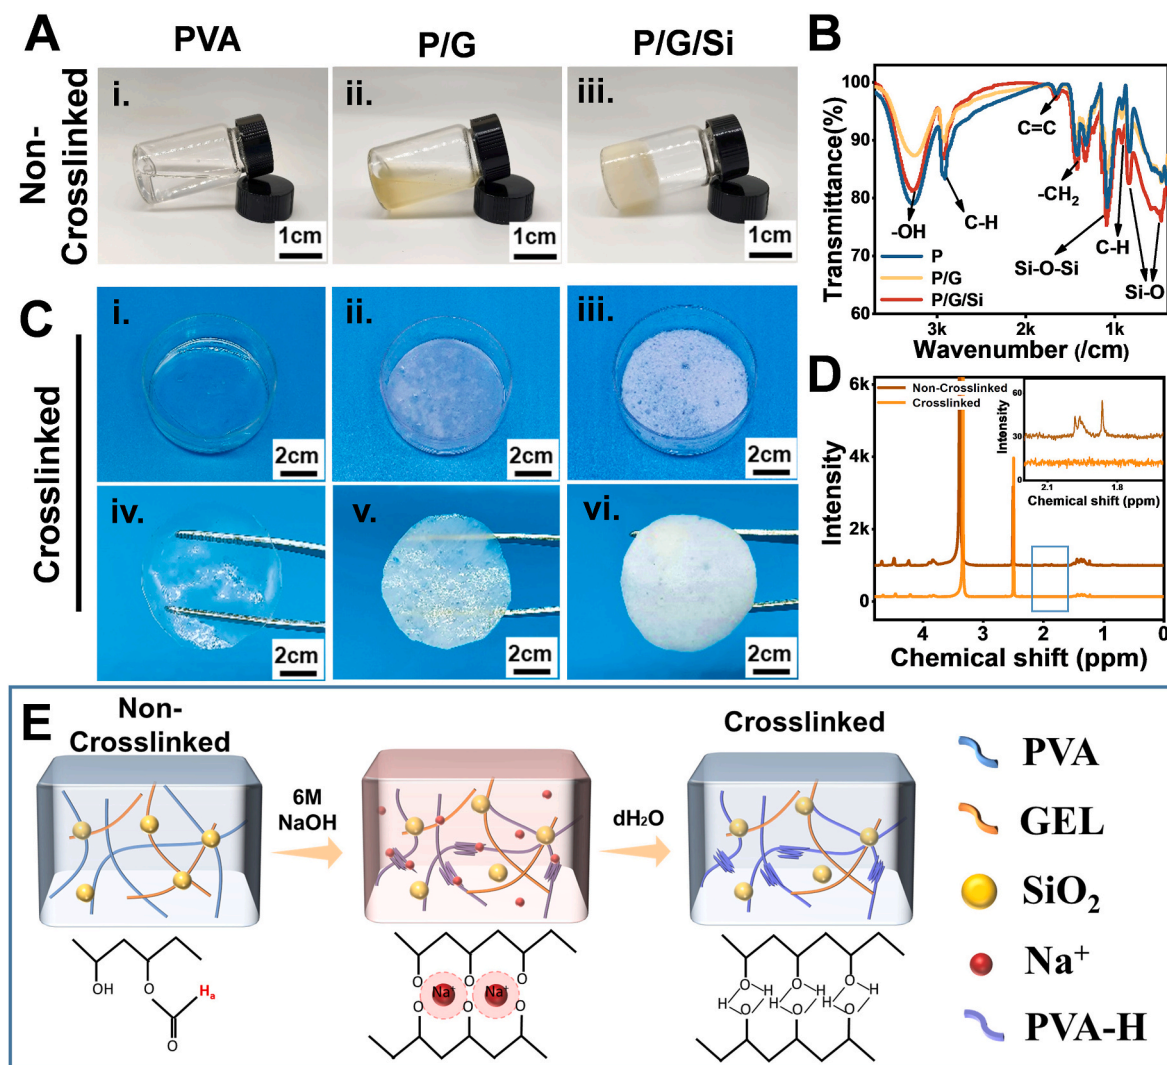 A
PVA
P/G
P/G/Si
Non-
Crosslinked
i.
ii.
iii.
1cm
1cm
1cm
B
Transmittance(%)
100
90
80
70
60
C=C
-CH2
-OH
C-H
Si-O-Si
C-H
Si-O
P
P/G
P/G/Si
3k
2k
1k
Wavenumber (/cm)
C
Crosslinked
i.
ii.
iii.
2cm
2cm
2cm
iv.
v.
vi.
2cm
2cm
2cm
D
Intensity
6k
4k
2k
0
Non-Crosslinked
Crosslinked
Intensity
60
30
0
2.1
1.8
Chemical shift (ppm)
4
3
2
1
0
Chemical shift (ppm)
E
Non-
Crosslinked
6M
NaOH
dH2O
Crosslinked
PVA
GEL
SiO2
Na+
PVA-H
OH
O
Ha
O
O
O
O
Na+
Na+
O
O
O
O
H
O
H
O
H
H
O
H
O
H
O
H
O